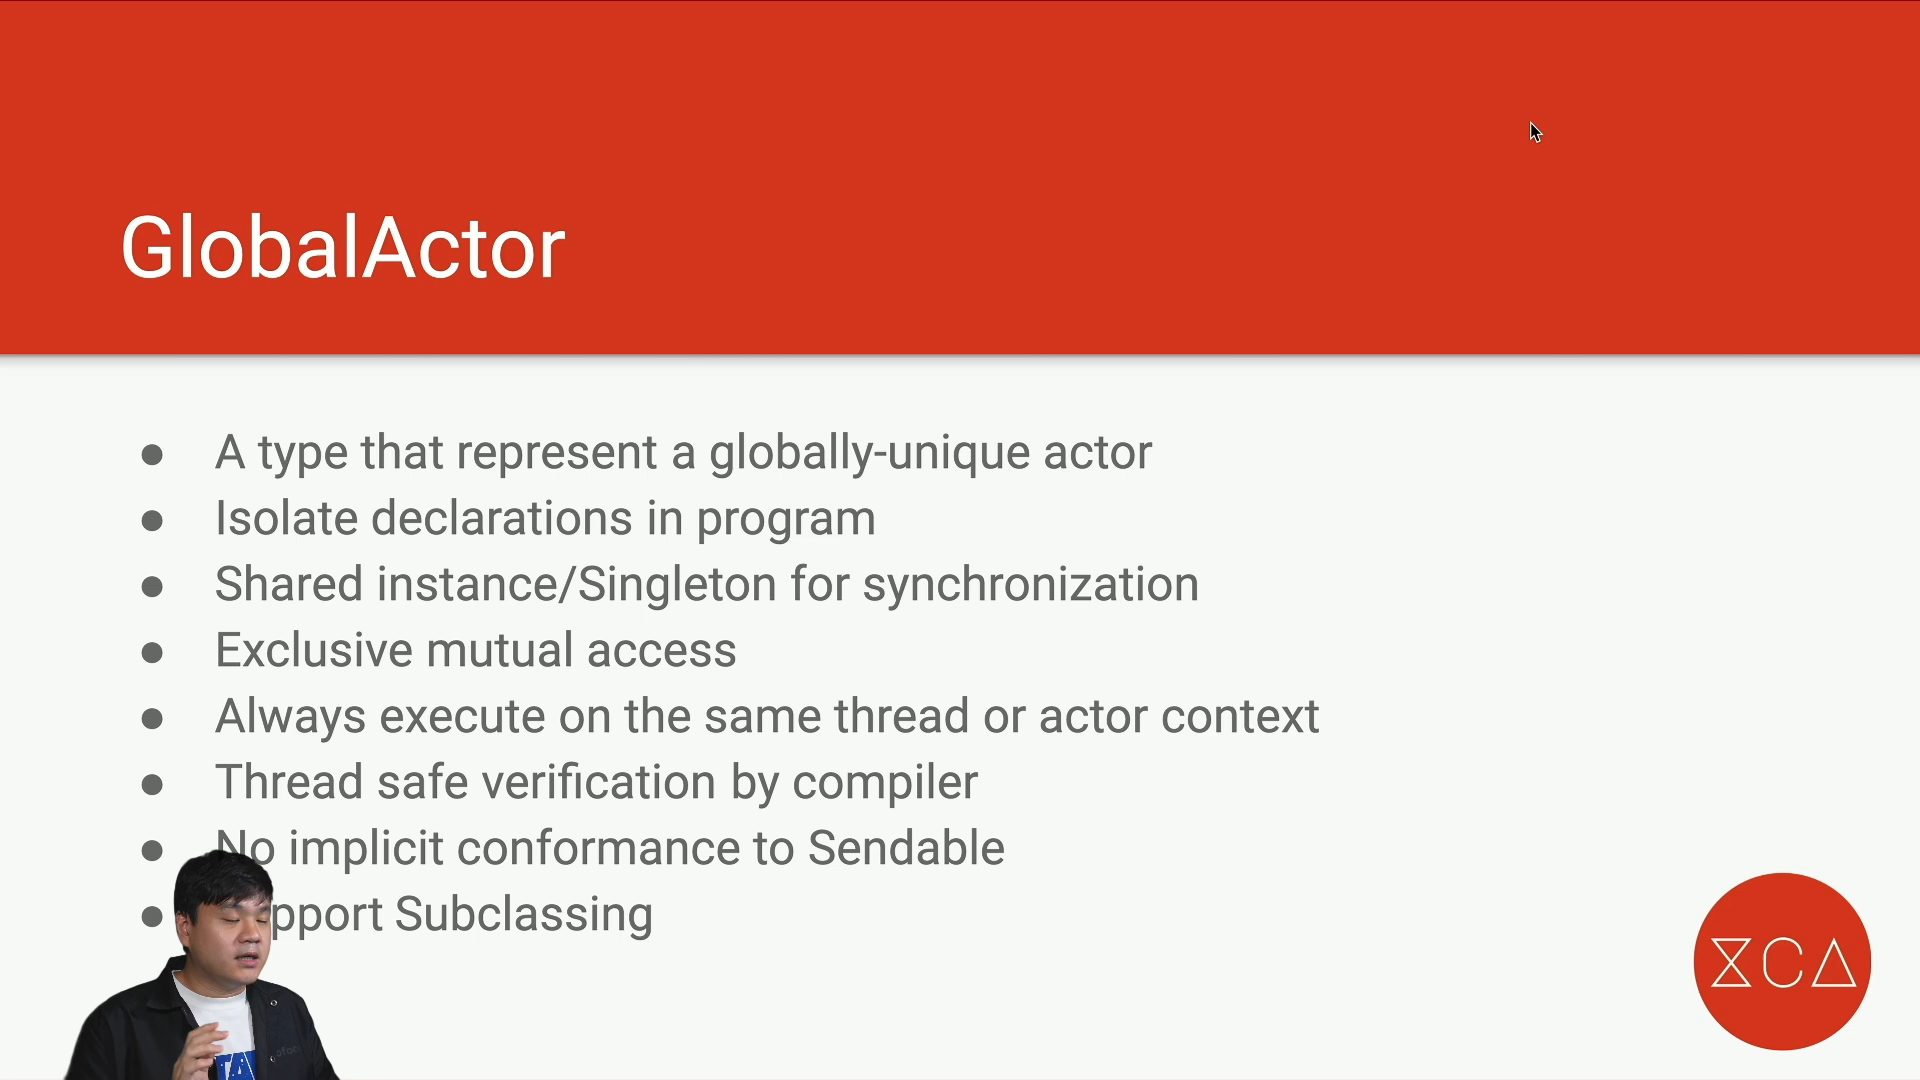 GlobalActor
A type that represent a globally-unique actor
Isolate declarations in program
Shared instance/Singleton for synchronization
Exclusive mutual access
Always execute on the same thread or actor context
Thread safe verification by compiler
No implicit conformance to Sendable
Subclassing
XCA
TA